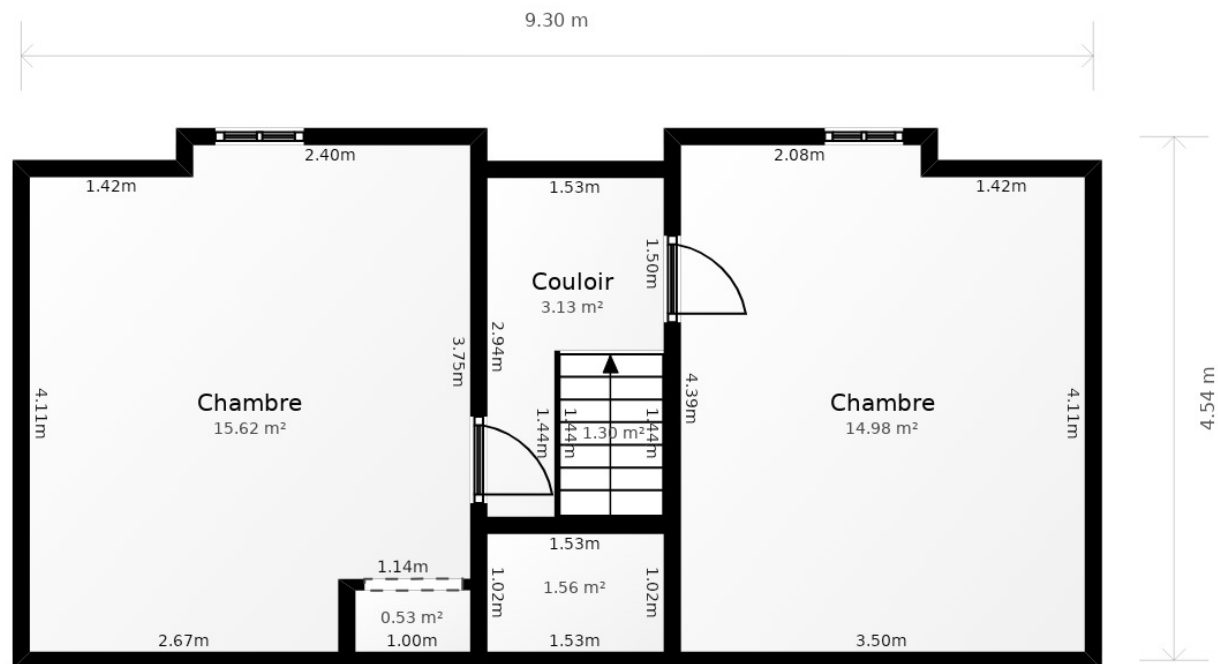 9.30 m
2.40m
2.08m
1.42m
1.53m
1.42m
1.50m
Couloir
3.13 m²
2.94m
3.75m
4.54 m
Chambre
15.62 m²
4.11m
4.39m
Chambre
14.98 m²
4.11m
1.44m
1.44m
1.30 m²
1.44m
1.53m
1.14m
1.02m
1.56 m²
1.02m
0.53 m²
2.67m
1.00m
1.53m
3.50m